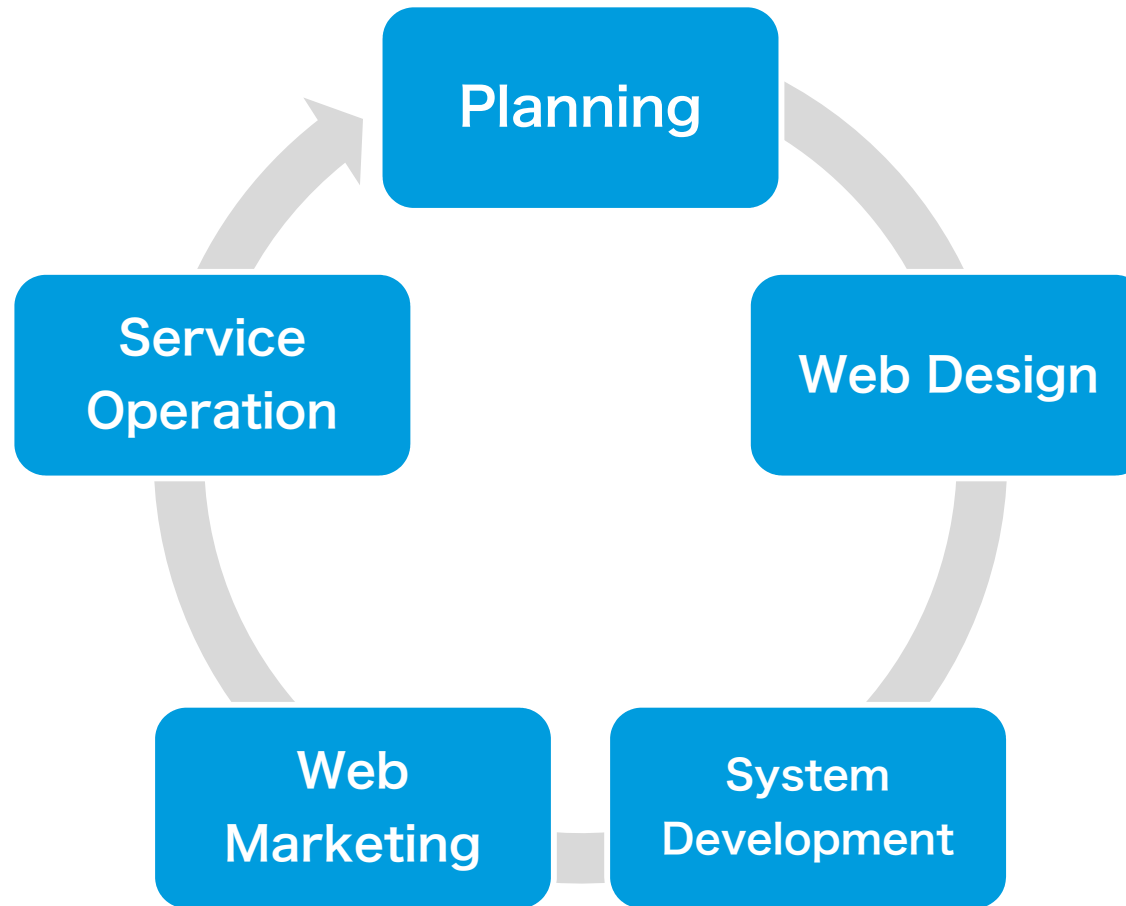 Planning
Web Design
System
Development
Web
Marketing
Service
Operation